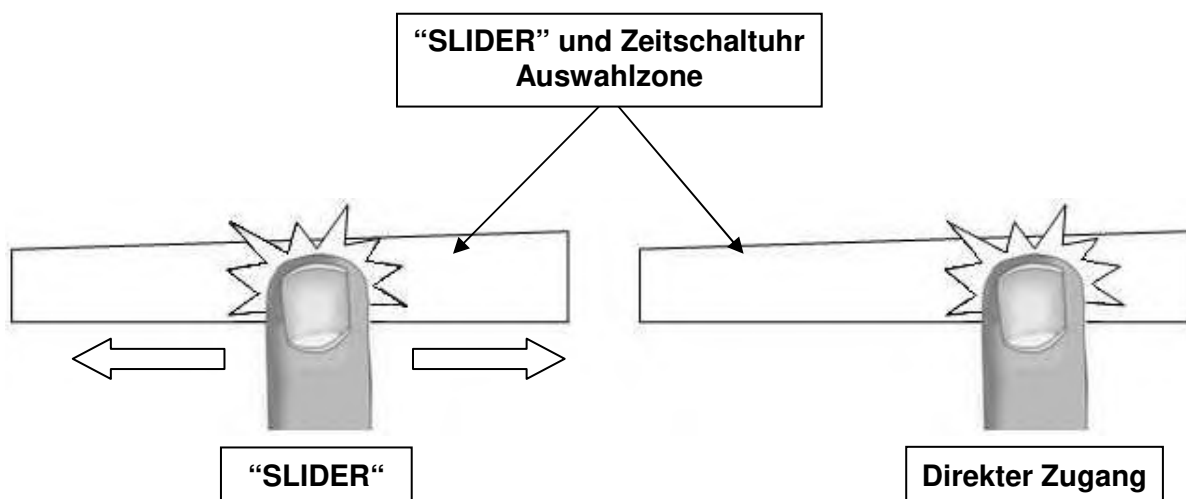 “SLIDER” und Zeitschaltuhr
Auswahlzone
“SLIDER“
Direkter Zugang